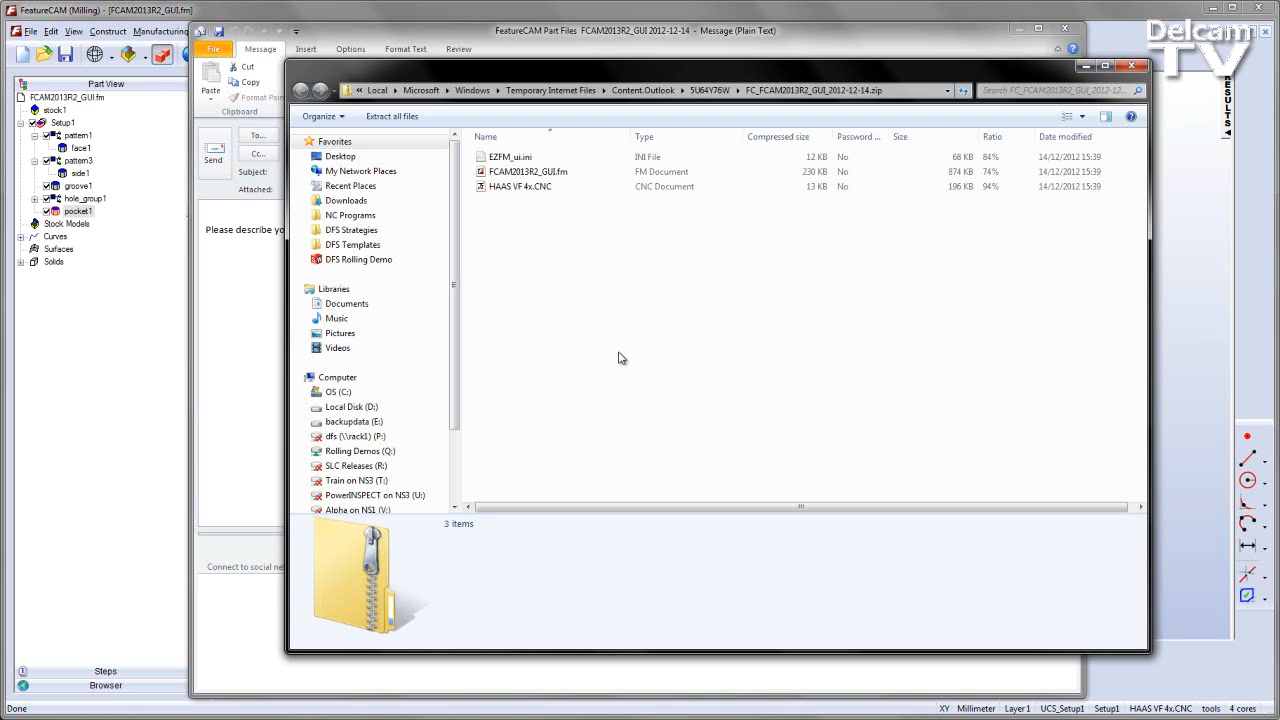 FeatureCAM (Milling) - [FCAM2013R2_GUI.fm]
File Edit View Construct Manufacturing
Part View
FCAM2013R2_GUI.fm
stock1
Setup1
pattern1
face1
pattern3
side1
groove1
hole_group1
pocket1
Stock Models
Curves
Surfaces
Solids
Steps
Browser
FeatureCAM Part Files FCAM2013R2_GUI 2012-12-14 - Message (Plain Text)
File Message Insert Options Format Text Review
Paste
Cut
Copy
Format Pain
Clipboard
Send
To...
Cc...
Subject:
Attached:
Please describe yo
Connect to social ne
« Local Microsoft Windows Temporary Internet Files Content.Outlook 5U64Y76W FC_FCAM2013R2_GUI_2012-12-14.zip
Search FC_FCAM2013R2_GUI_2012-12-...
Organize Extract all files
Favorites
Desktop
My Network Places
Recent Places
Downloads
NC Programs
DFS Strategies
DFS Templates
DFS Rolling Demo
Libraries
Documents
Music
Pictures
Videos
Computer
OS (C:)
Local Disk (D:)
backupdata (E:)
dfs (\\rack1) (P:)
Rolling Demos (Q:)
SLC Releases (R:)
Train on NS3 (T:)
PowerINSPECT on NS3 (U:)
Alpha on NS1 (V:)
Name Type Compressed size Password ... Size Ratio Date modified
EZFM_ui.ini INI File 12 KB No 68 KB 84% 14/12/2012 15:39
FCAM2013R2_GUI.fm FM Document 230 KB No 874 KB 74% 14/12/2012 15:39
HAAS VF 4x.CNC CNC Document 13 KB No 196 KB 94% 14/12/2012 15:39
3 items
Delcam
TV
RESULTS
Done XY Millimeter Layer1 UCS_Setup1 Setup1 HAAS VF 4x.CNC tools 4 cores